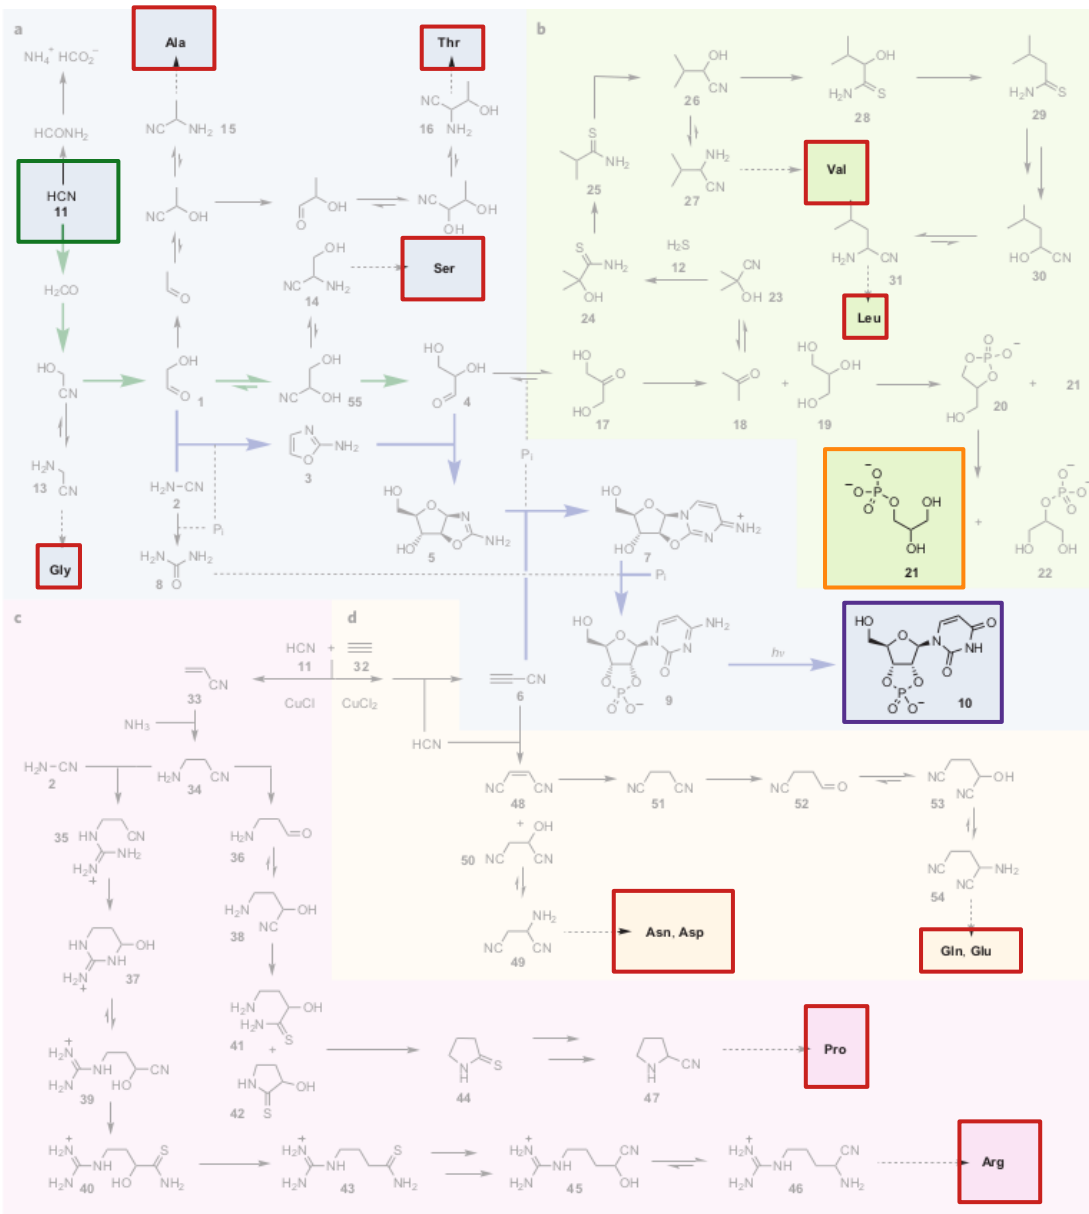 a
NH4+ HCO2−
HCONH2
HCN
11
H2CO
HO
CN
H2N
13
CN
Gly
Ala
NC NH2 15
NC OH
O
OH
O
1
H2N CN
2
Pi
H2N NH2
8 O
Thr
NC OH
16 NH2
OH
O
NC OH
OH
OH
NC NH2
14
Ser
OH
NC OH
55
HO
OH
O
4
N
O NH2
3
HO O N
HO O NH2
5
Pi
HO O N N NH2+
HO O
7
Pi
HO O N N NH2
O
O O
P
O O−
9
hν
HO O N O
NH
O
O O
P
O O−
10
CN
6
b
OH
CN
26
OH
H2N S
28
H2N S
29
S
NH2
25
NH2
CN
27
Val
H2N CN
31
HO CN
30
Leu
S
NH2
OH
24
H2S
12
CN
OH 23
HO
O
HO
17
O
18
+
HO
OH
HO
19
O O−
P
O O
HO
20
+ 21
O O−
−O P
O OH
OH
21
+
−O O
P O−
O
HO OH
22
c
CN
33
NH3
H2N CN
2
H2N CN
34
35 HN CN
NH2
H2N
+
H2N O
36
HN OH
NH
H2N
+
37
H2N OH
NC
38
+
H2N NH CN
H2N HO
39
H2N OH
H2N S
41
+
HN OH
S
42
N
H
S
44
N
H
CN
47
Pro
+
H2N NH S
H2N HO NH2
40
+
H2N NH S
H2N NH2
43
+
H2N NH CN
H2N OH
45
+
H2N NH CN
H2N NH2
46
Arg
d
HCN +
11 32
CuCl CuCl2
HCN
NC CN
48
+
OH
50 NC CN
NH2
NC CN
49
Asn, Asp
NC CN
51
NC O
52
NC OH
NC
53
NC NH2
NC
54
Gln, Glu